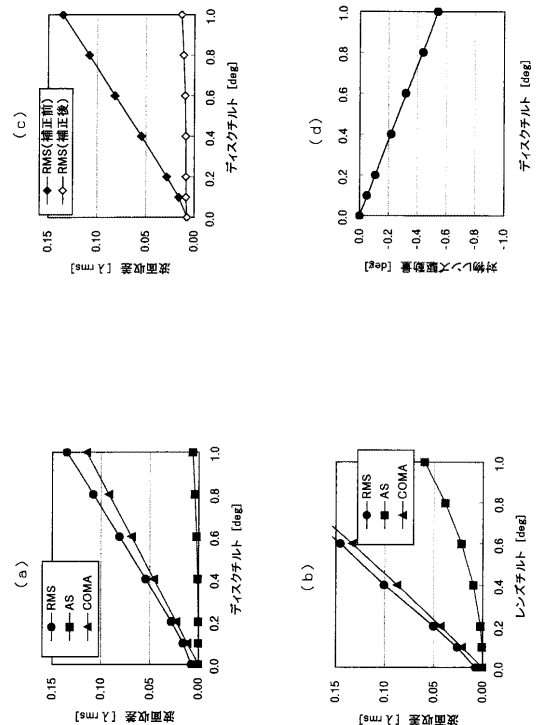 (a)
波面収差 [λrms]
0.15
0.10
0.05
0.00
RMS
AS
COMA
0.0
0.2
0.4
0.6
0.8
1.0
ディスクチルト [deg]
(b)
波面収差 [λrms]
0.15
0.10
0.05
0.00
RMS
AS
COMA
0.0
0.2
0.4
0.6
0.8
1.0
レンズチルト [deg]
(c)
波面収差 [λrms]
0.15
0.10
0.05
0.00
RMS(補正前)
RMS(補正後)
0.0
0.2
0.4
0.6
0.8
1.0
ディスクチルト [deg]
(d)
対物レンズ駆動量 [deg]
0.0
0.2
0.4
0.6
0.8
1.0
0.0
-0.2
-0.4
-0.6
-0.8
-1.0
ディスクチルト [deg]